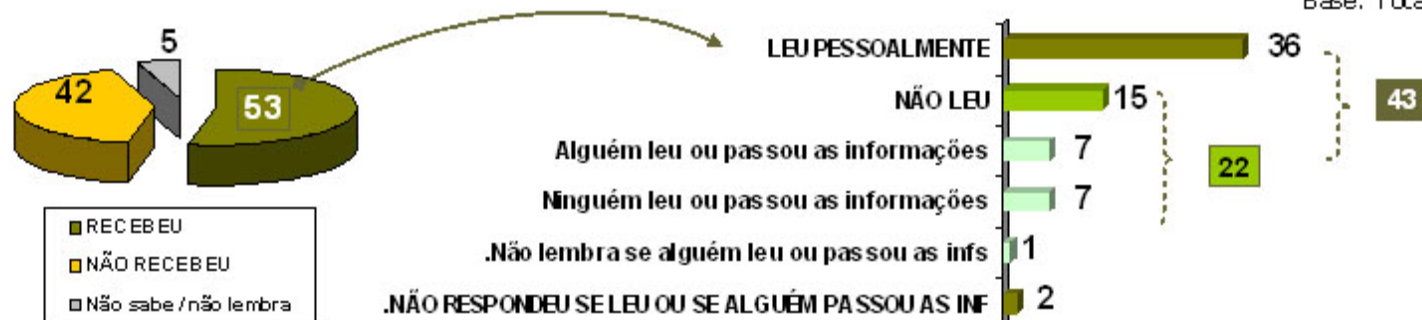 Base: Tota
5
42
53
RECEBEU
NÃO RECEBEU
Não sabe / não lembra
LEU PESSOALMENTE 36
NÃO LEU 15
Alguém leu ou passou as informações 7
Ninguém leu ou passou as informações 7
.Não lembra se alguém leu ou passou as infs 1
.NÃO RESPONDEU SE LEU OU SE ALGUÉM PASSOU AS INF 2
22
43